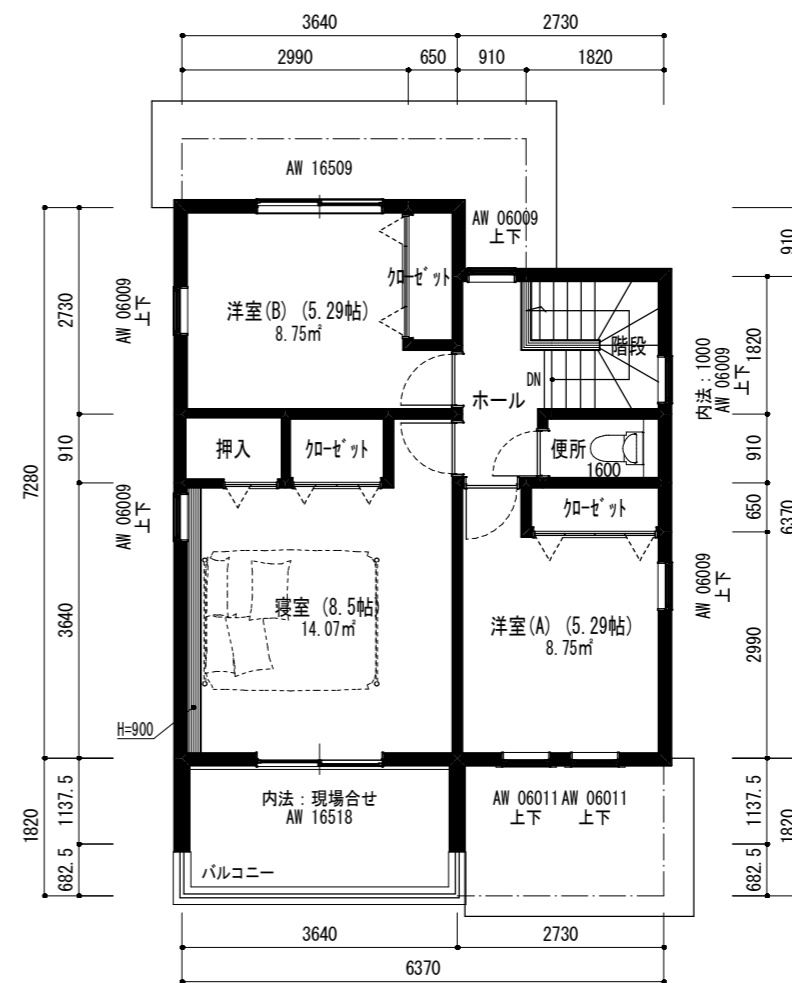 3640
2730
2990
650
910
1820
AW 16509
AW 06009
上下
910
クローゼット
洋室(B) (5.29帖)
8.75㎡
AW 06009
上下
2730
階段
DN
ホール
内法：1000
AW 06009
上下
1820
押入
クローゼット
便所
1600
910
910
7280
クローゼット
650
6370
AW 06009
上下
寝室 (8.5帖)
14.07㎡
洋室(A) (5.29帖)
8.75㎡
AW 06009
上下
3640
2990
H=900
内法：現場合せ
AW 16518
AW 06011
上下
AW 06011
上下
バルコニー
1820
1137.5
682.5
1137.5
682.5
1820
3640
2730
6370